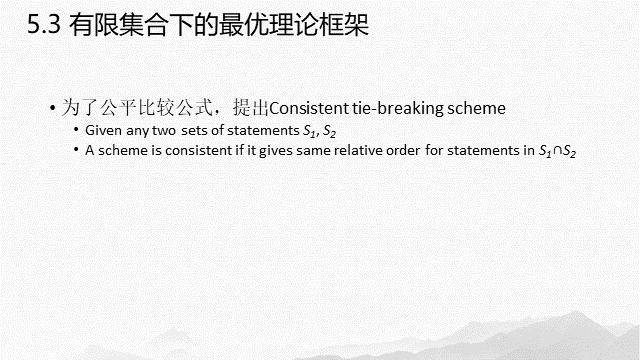 5.3 有限集合下的最优理论框架
• 为了公平比较公式，提出Consistent tie-breaking scheme
• Given any two sets of statements S₁, S₂
• A scheme is consistent if it gives same relative order for statements in S₁∩S₂